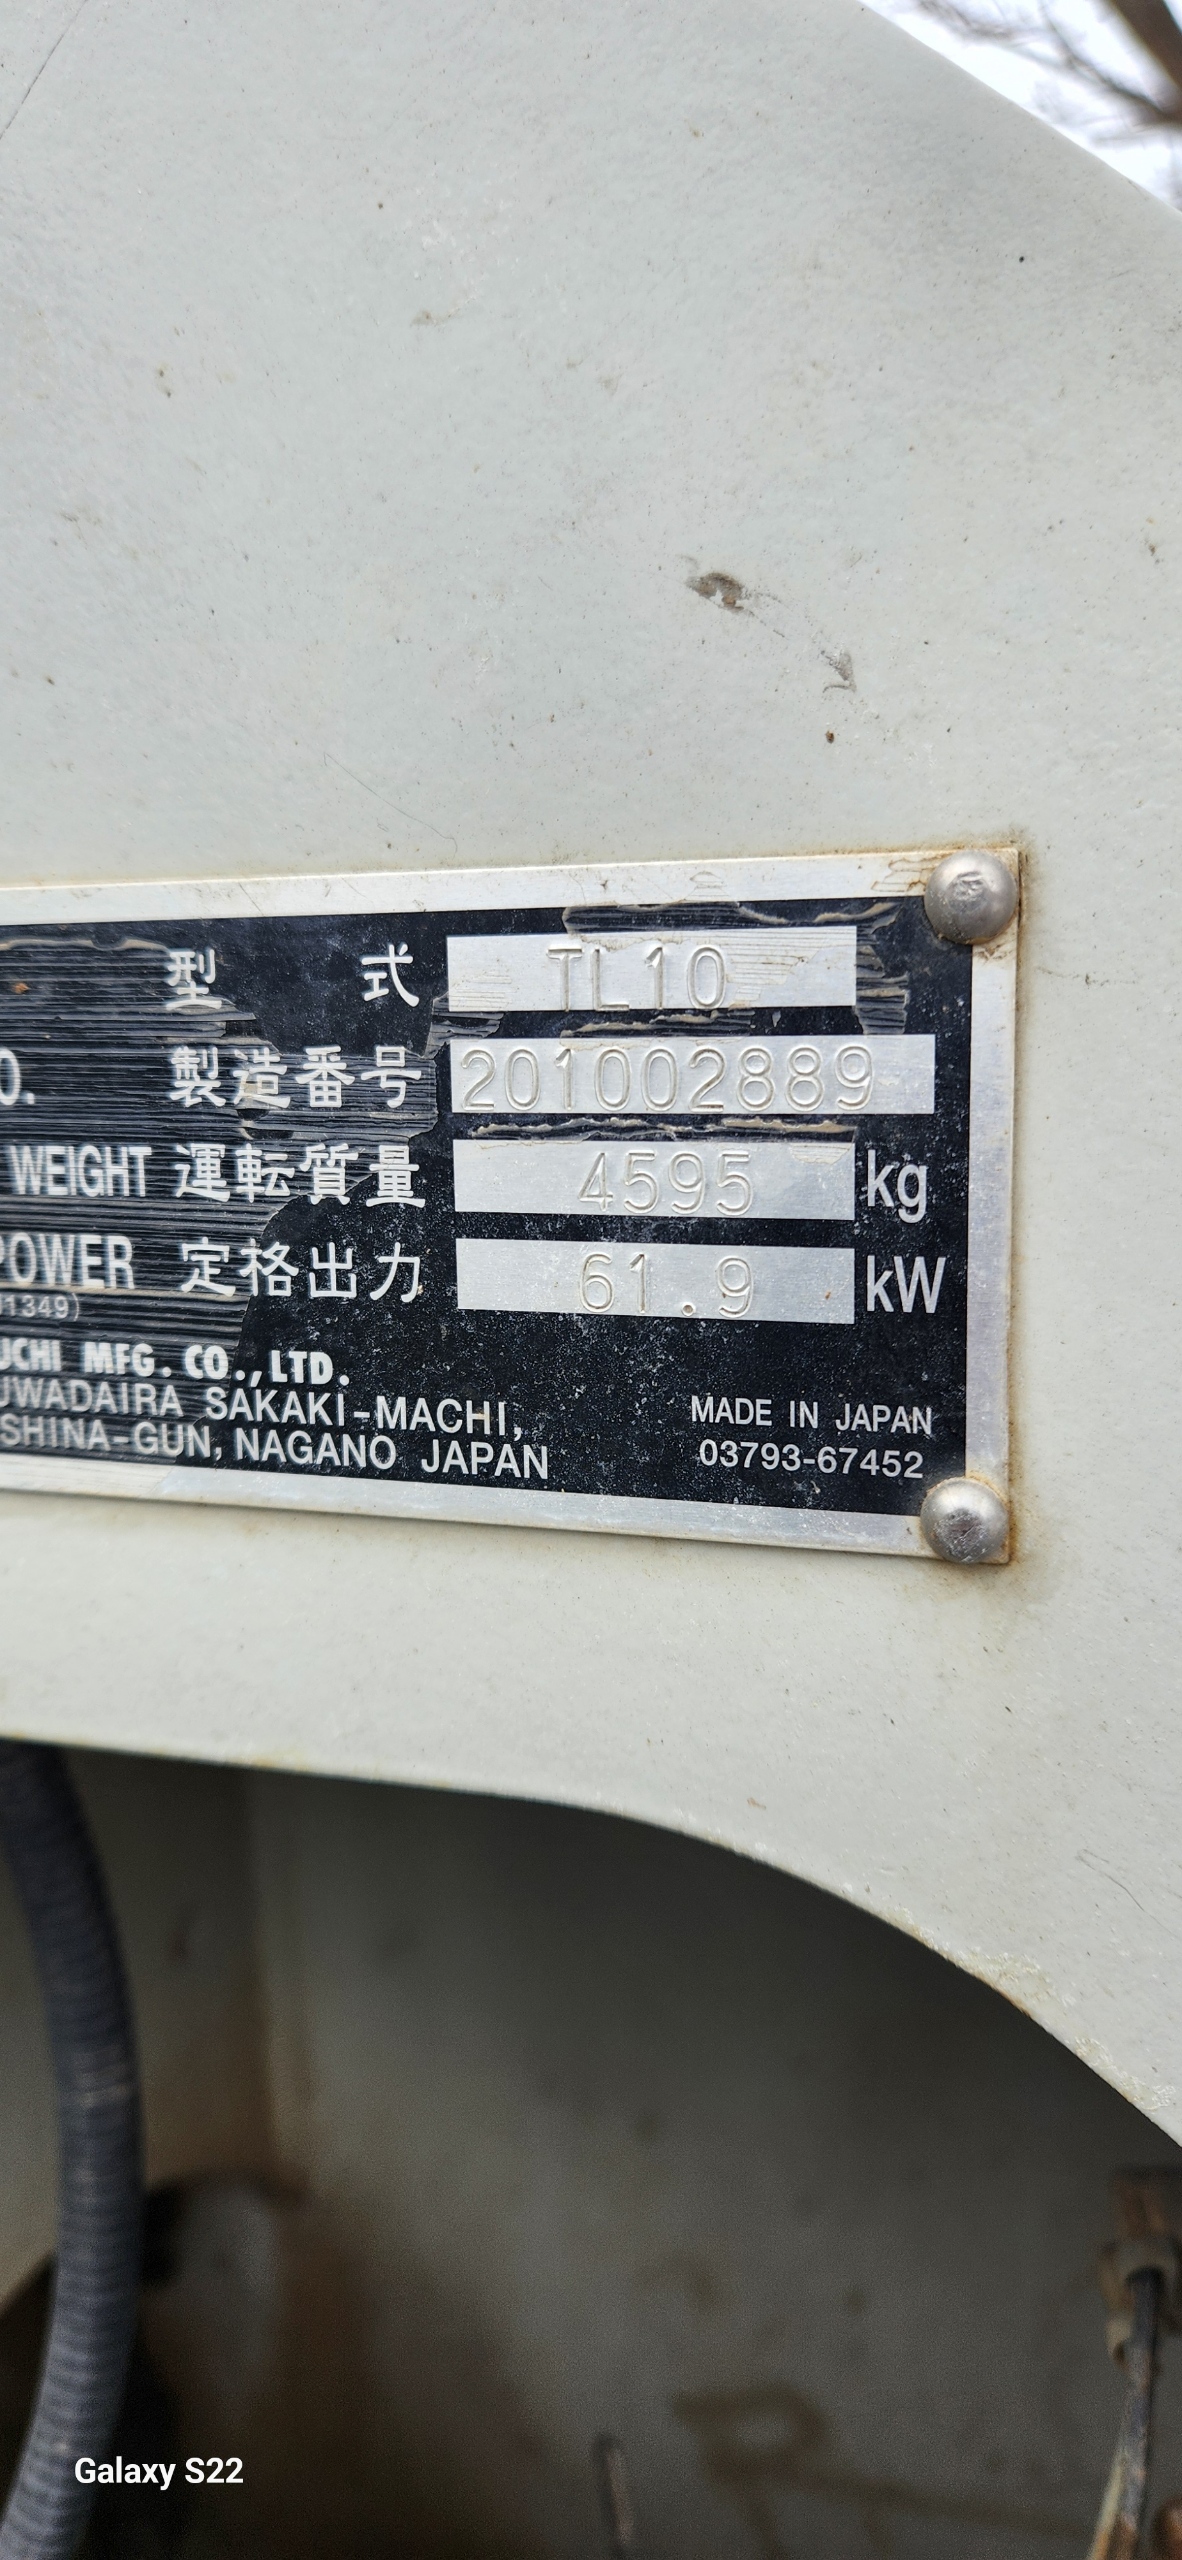 型 式 TL10
O. 製造番号 201002889
WEIGHT 運転質量 4595 kg
POWER 定格出力 61.9 kW
J1349)
UCHI MFG. CO.,LTD.
UWADAIRA SAKAKI-MACHI,
SHINA-GUN, NAGANO JAPAN
MADE IN JAPAN
03793-67452
Galaxy S22